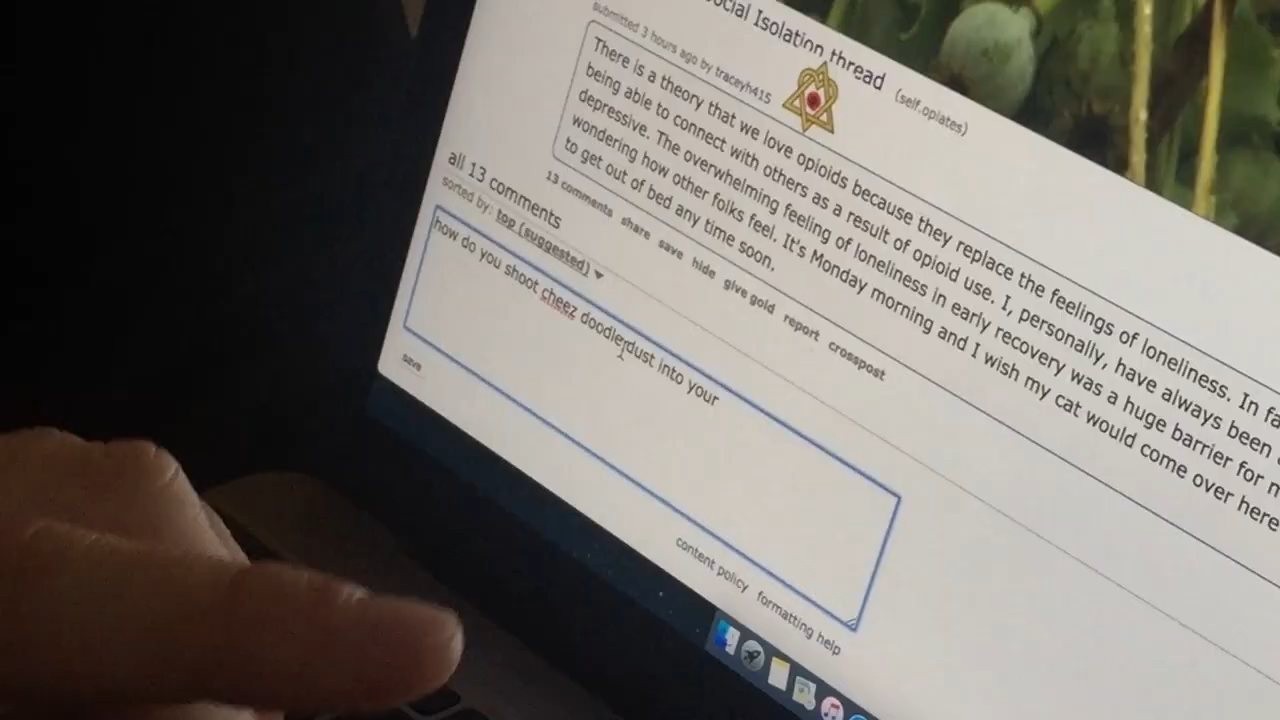 ocial Isolation thread (self.opiates)
submitted 3 hours ago by traceyh415
There is a theory that we love opioids because they replace the feelings of loneliness. In fa
being able to connect with others as a result of opioid use. I, personally, have always been
depressive. The overwhelming feeling of loneliness in early recovery was a huge barrier for m
wondering how other folks feel. It's Monday morning and I wish my cat would come over here
to get out of bed any time soon.
13 comments share save hide give gold report crosspost
all 13 comments
sorted by: top (suggested)
how do you shoot cheez doodle dust into your
save
content policy formatting help